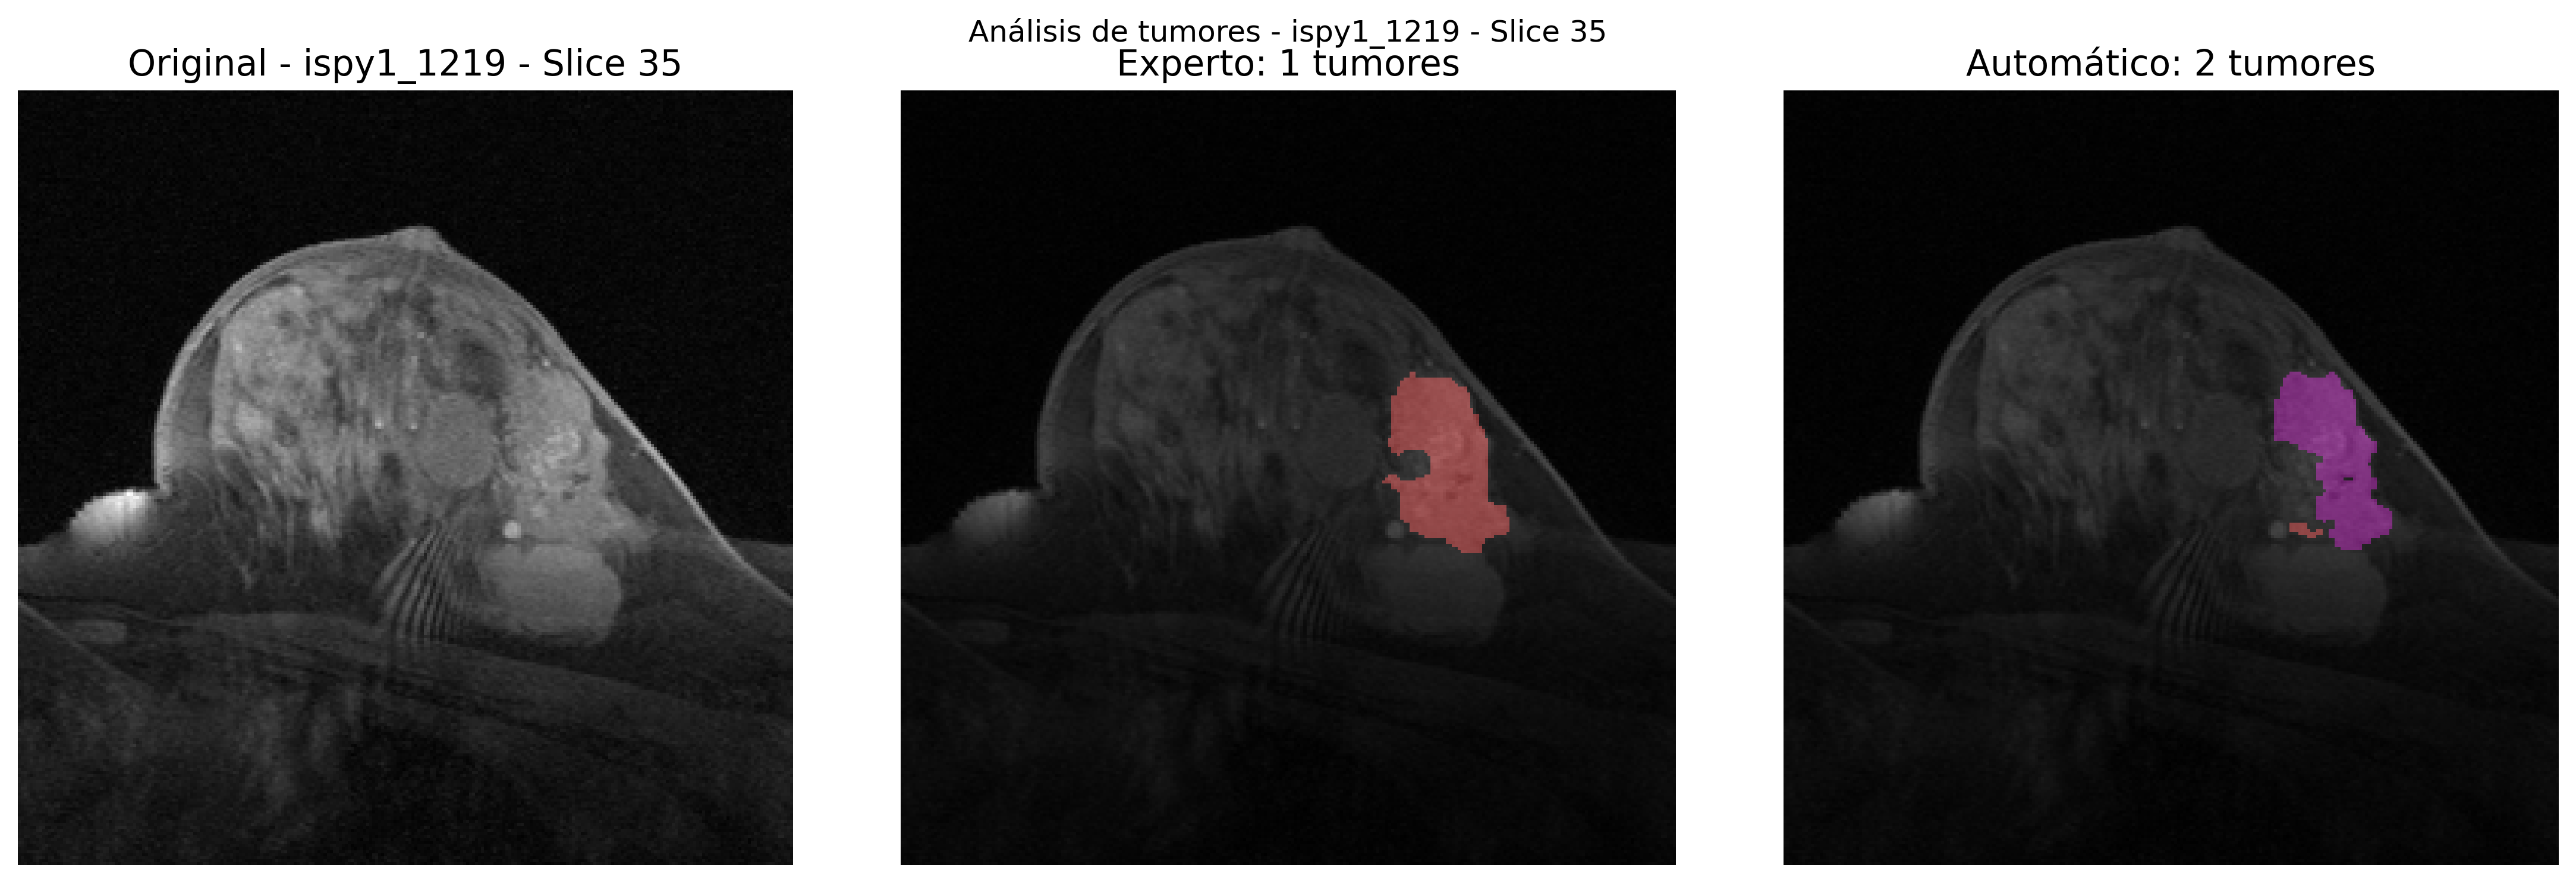 Análisis de tumores - ispy1_1219 - Slice 35
Original - ispy1_1219 - Slice 35
Experto: 1 tumores
Automático: 2 tumores